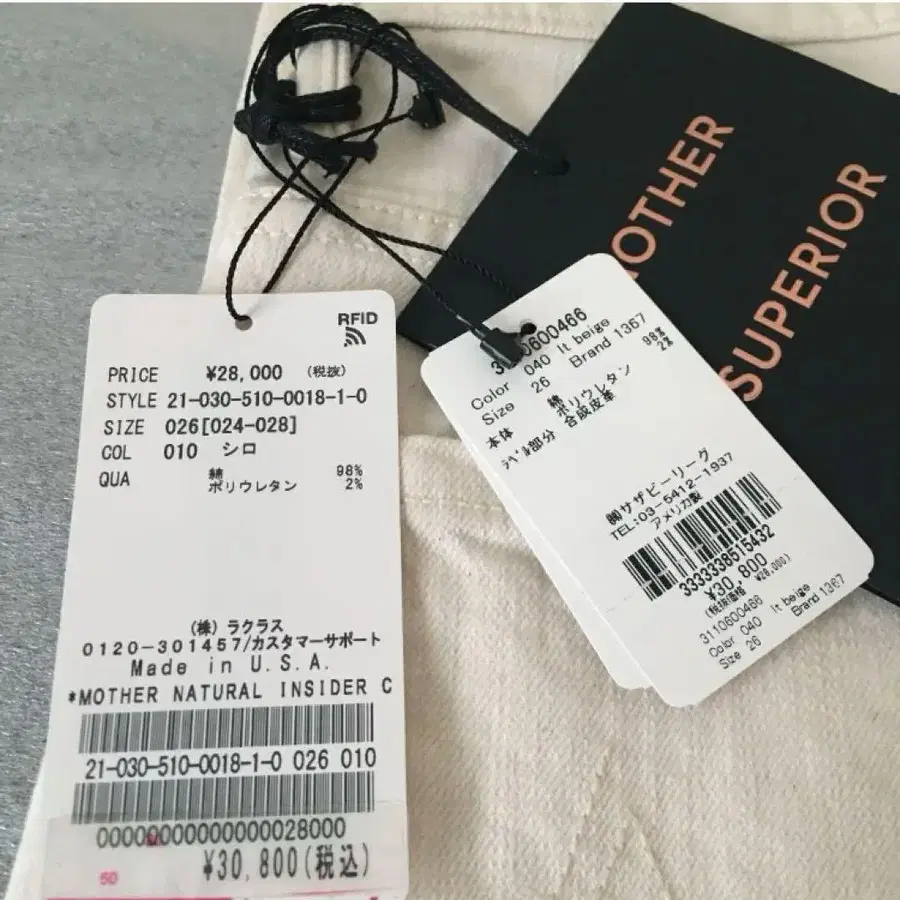 MOTHER
SUPERIOR
RFID
PRICE ¥28,000 (税抜)
STYLE 21-030-510-0018-1-0
SIZE 026[024-028]
COL 010 シロ
QUA 綿 98%
ポリウレタン 2%
(株)ラクラス
0120-301457/カスタマーサポート
Made in U.S.A.
*MOTHER NATURAL INSIDER C
21-030-510-0018-1-0 026 010
00000000000000028000
¥30,800(税込)
50
3110600466
Color 040 lt beige
Size 26 Brand 1367
本体 綿 98%
ポリウレタン 2%
ラベル部分 合成皮革
㈱サザビーリーグ
TEL:03-5412-1937
アメリカ製
3333338515432
¥30,800
(税抜価格 ¥28,000)
3110600466
Color 040 lt beige
Size 26 Brand 1367